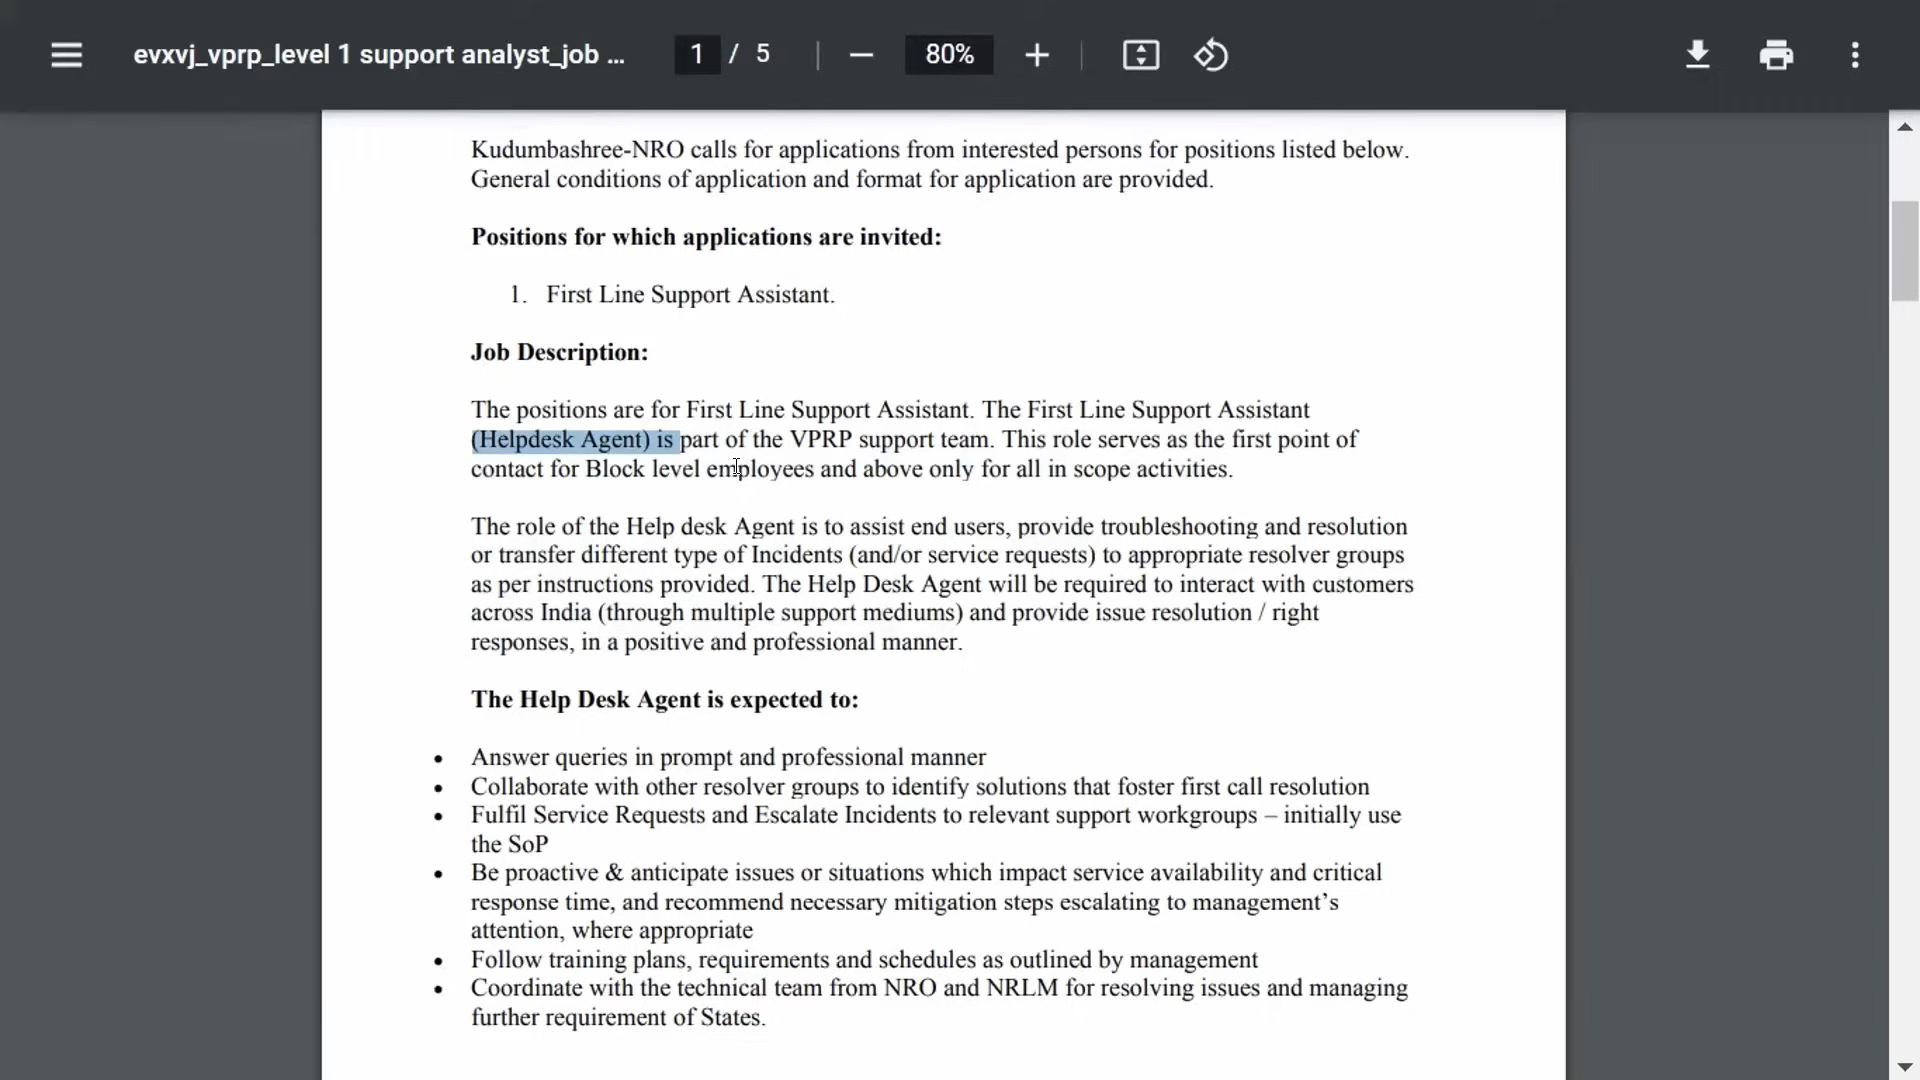 evxvj_vprp_level 1 support analyst_job ...
1 / 5
80%
Kudumbashree-NRO calls for applications from interested persons for positions listed below.
General conditions of application and format for application are provided.
Positions for which applications are invited:
1. First Line Support Assistant.
Job Description:
The positions are for First Line Support Assistant. The First Line Support Assistant
(Helpdesk Agent) is part of the VPRP support team. This role serves as the first point of
contact for Block level employees and above only for all in scope activities.
The role of the Help desk Agent is to assist end users, provide troubleshooting and resolution
or transfer different type of Incidents (and/or service requests) to appropriate resolver groups
as per instructions provided. The Help Desk Agent will be required to interact with customers
across India (through multiple support mediums) and provide issue resolution / right
responses, in a positive and professional manner.
The Help Desk Agent is expected to:
• Answer queries in prompt and professional manner
• Collaborate with other resolver groups to identify solutions that foster first call resolution
• Fulfil Service Requests and Escalate Incidents to relevant support workgroups – initially use
the SoP
• Be proactive & anticipate issues or situations which impact service availability and critical
response time, and recommend necessary mitigation steps escalating to management’s
attention, where appropriate
• Follow training plans, requirements and schedules as outlined by management
• Coordinate with the technical team from NRO and NRLM for resolving issues and managing
further requirement of States.